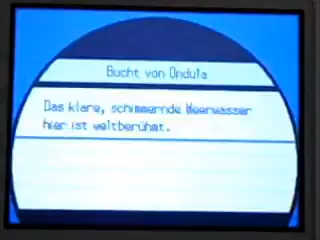 Bucht von Ondula
Das klare, schimmernde Meerwasser
hier ist weltberühmt.